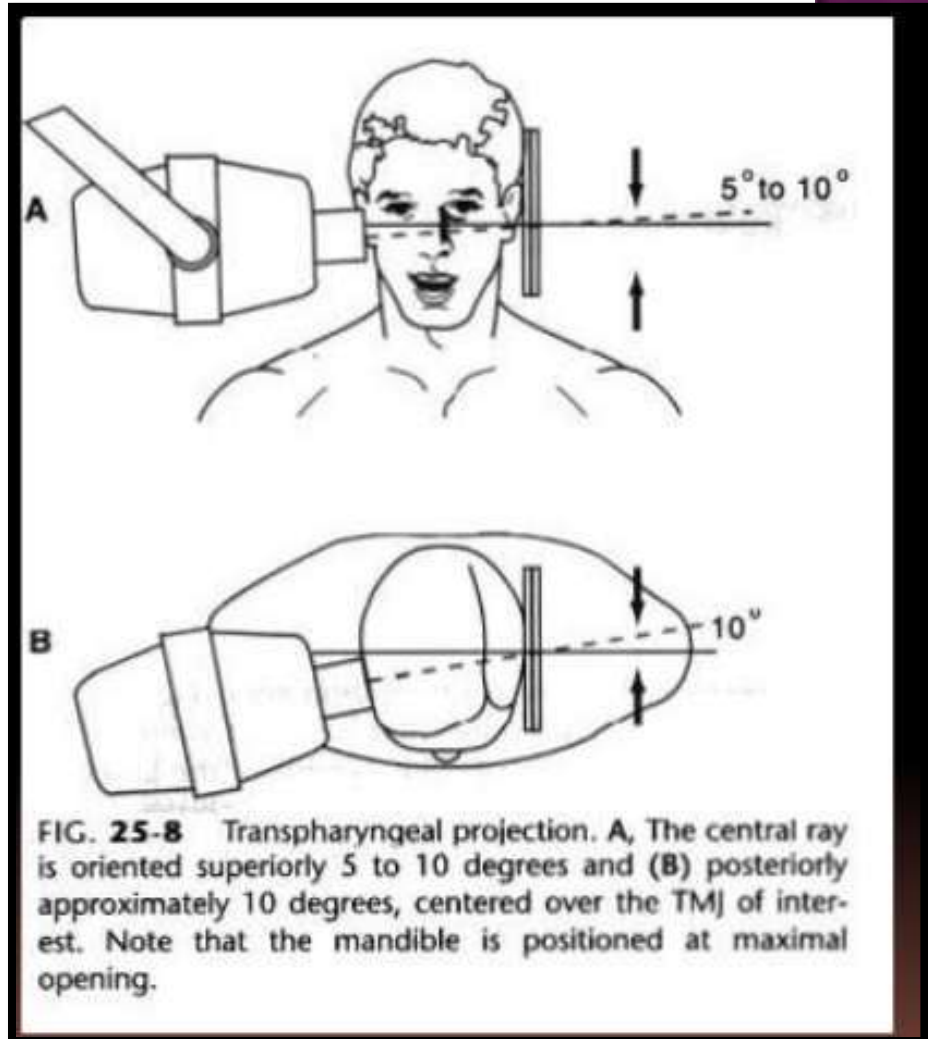 A
5° to 10°
B
10°
FIG. 25-8 Transpharyngeal projection. A, The central ray
is oriented superiorly 5 to 10 degrees and (B) posteriorly
approximately 10 degrees, centered over the TMJ of inter-
est. Note that the mandible is positioned at maximal
opening.